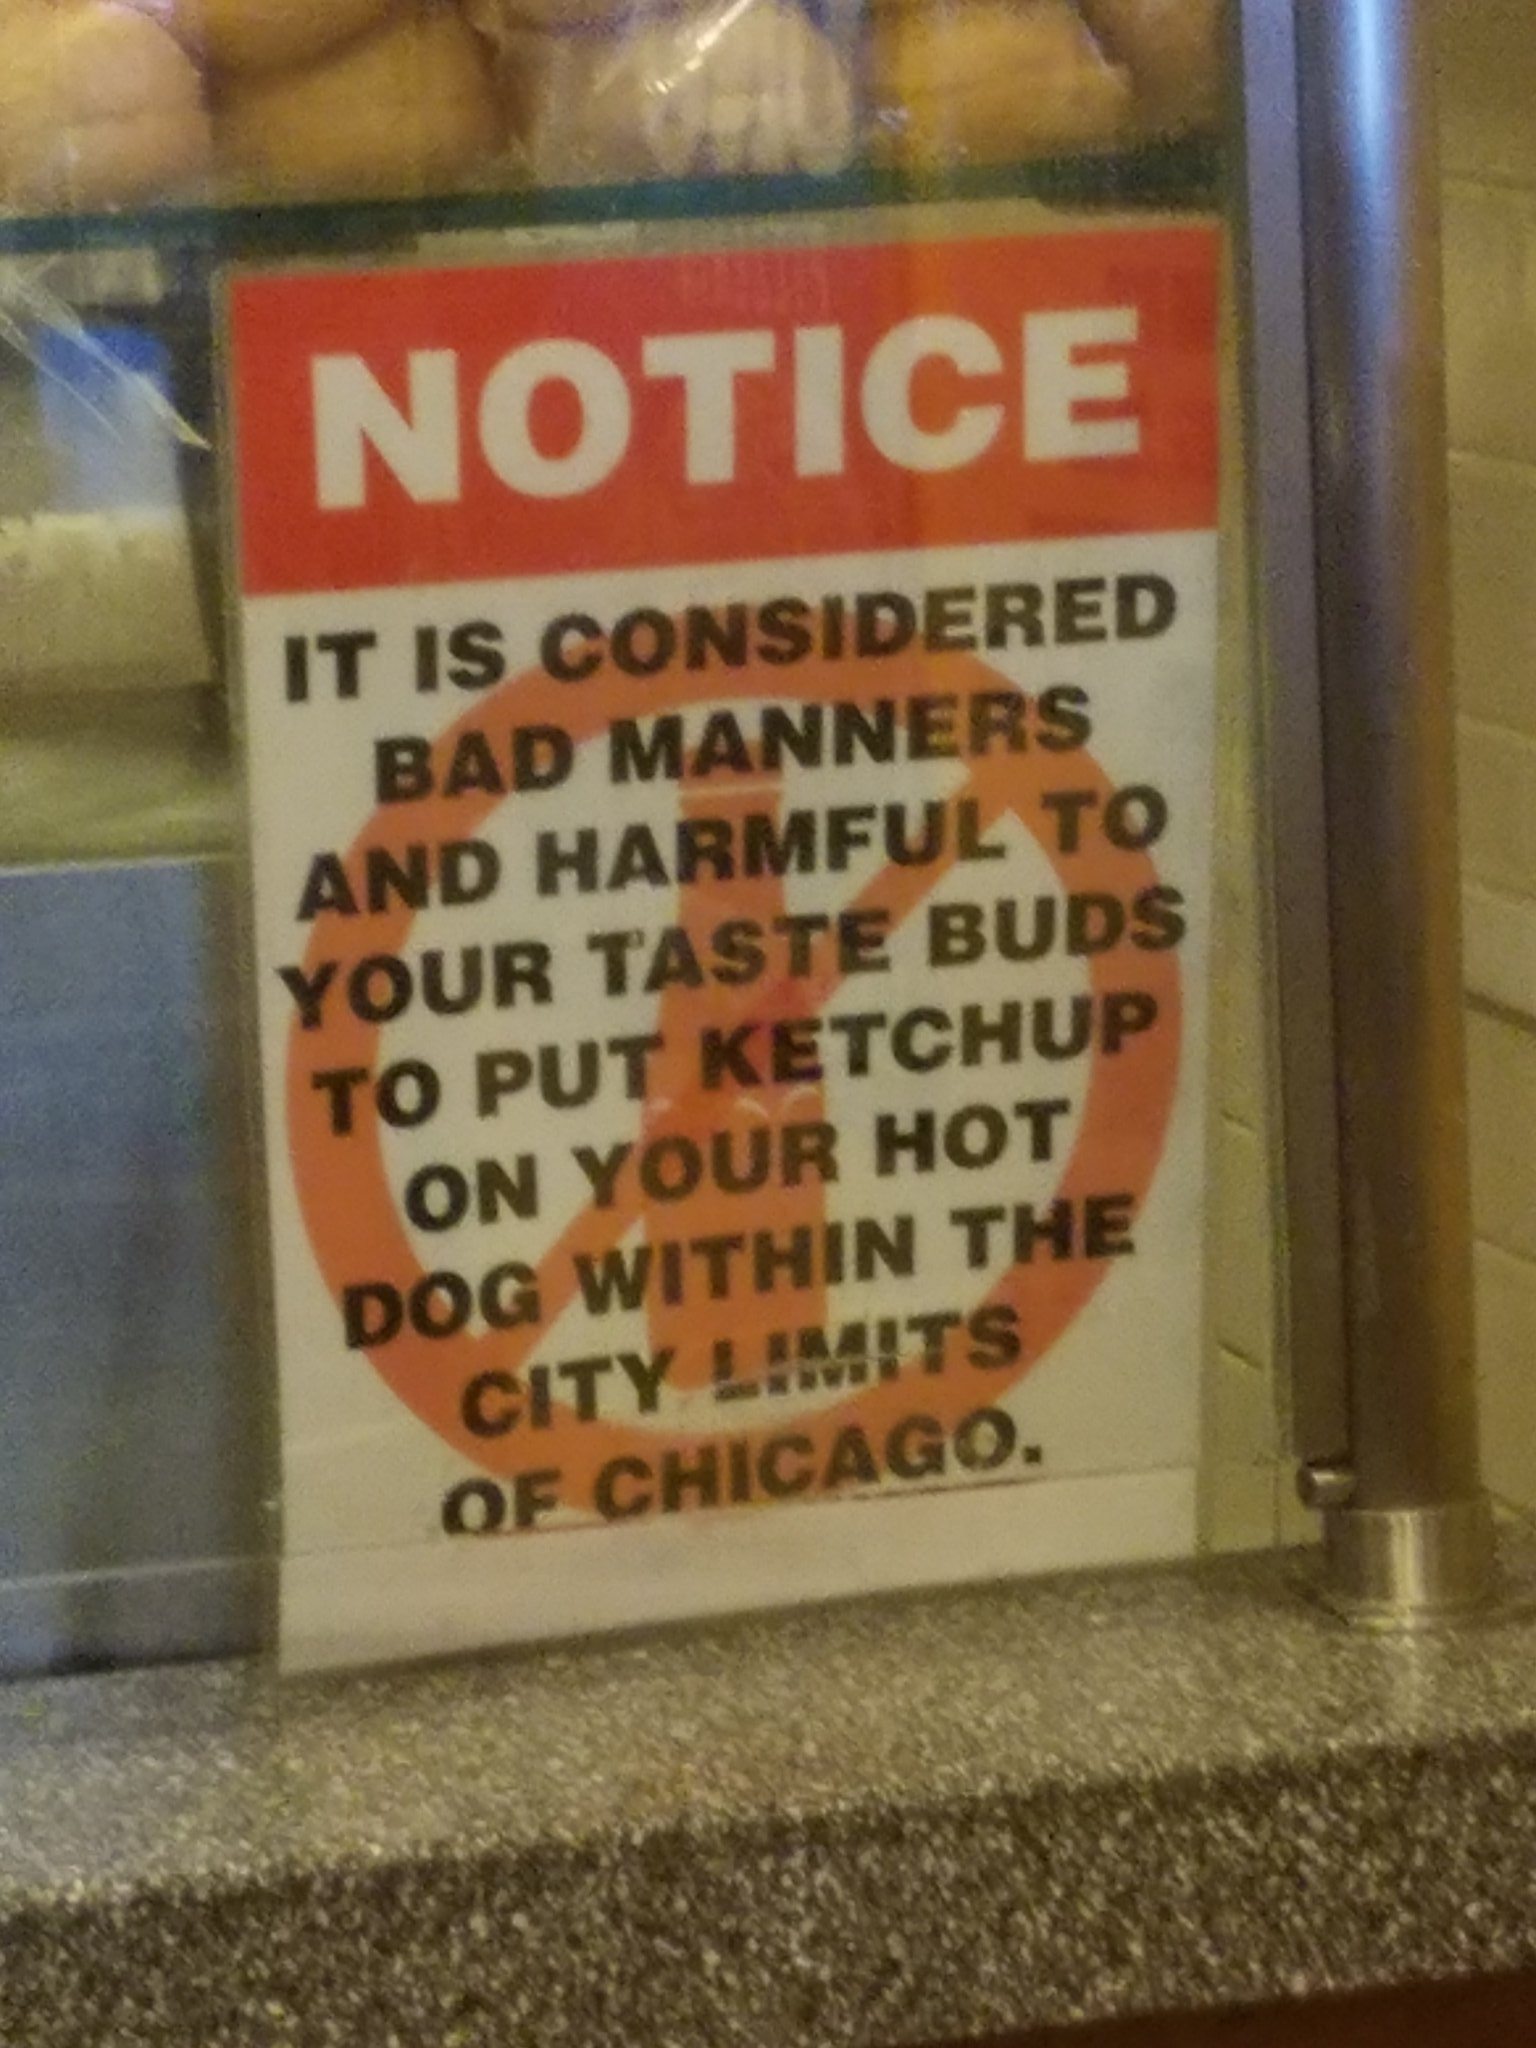 NOTICE
IT IS CONSIDERED
BAD MANNERS
AND HARMFUL TO
YOUR TASTE BUDS
TO PUT KETCHUP
ON YOUR HOT
DOG WITHIN THE
CITY LIMITS
OF CHICAGO.